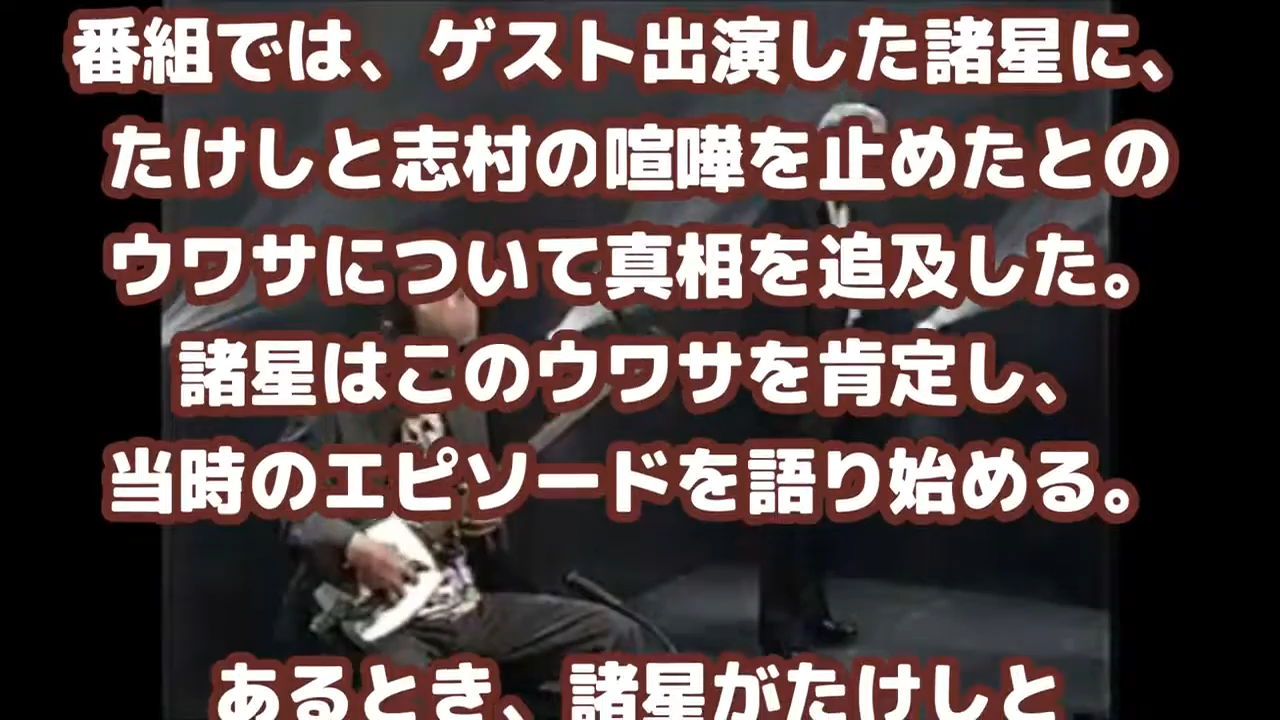 番組では、ゲスト出演した諸星に、
たけしと志村の喧嘩を止めたとの
ウワサについて真相を追及した。
諸星はこのウワサを肯定し、
当時のエピソードを語り始める。
あるとき、諸星がたけしと